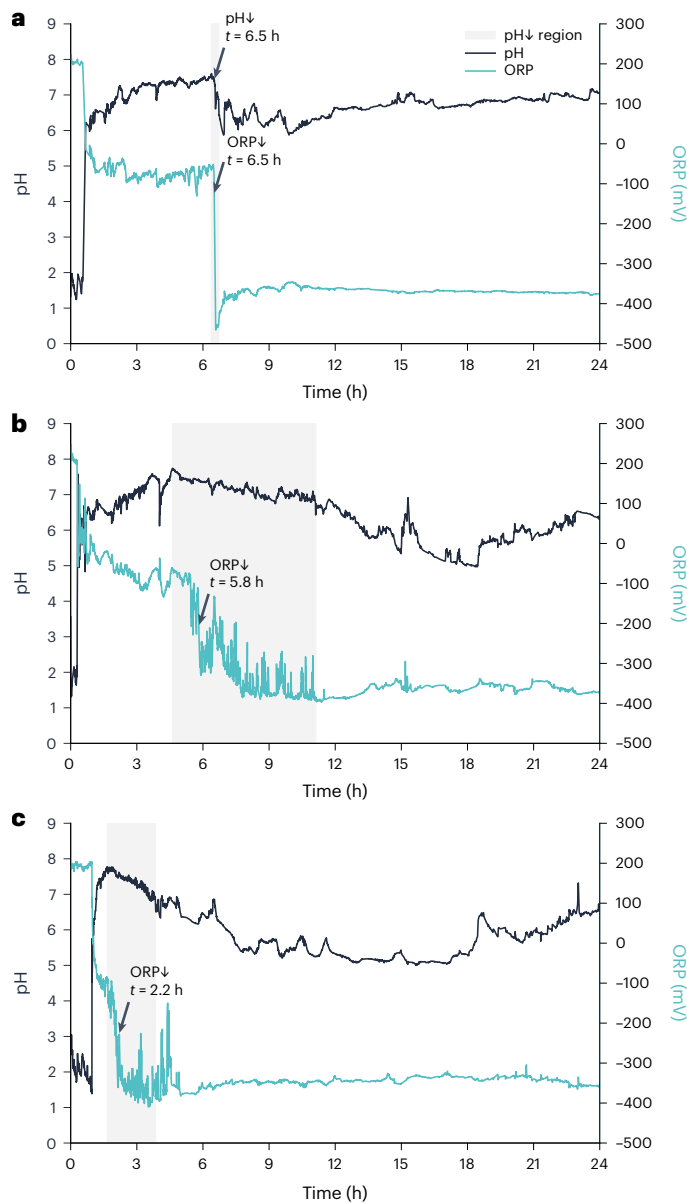 a
pH↓
t = 6.5 h
pH↓ region
pH
ORP
ORP↓
t = 6.5 h
9
8
7
6
5
4
3
2
1
0
pH
300
200
100
0
–100
–200
–300
–400
–500
ORP (mV)
0 3 6 9 12 15 18 21 24
Time (h)
b
ORP↓
t = 5.8 h
9
8
7
6
5
4
3
2
1
0
pH
300
200
100
0
–100
–200
–300
–400
–500
ORP (mV)
0 3 6 9 12 15 18 21 24
Time (h)
c
ORP↓
t = 2.2 h
9
8
7
6
5
4
3
2
1
0
pH
300
200
100
0
–100
–200
–300
–400
–500
ORP (mV)
0 3 6 9 12 15 18 21 24
Time (h)